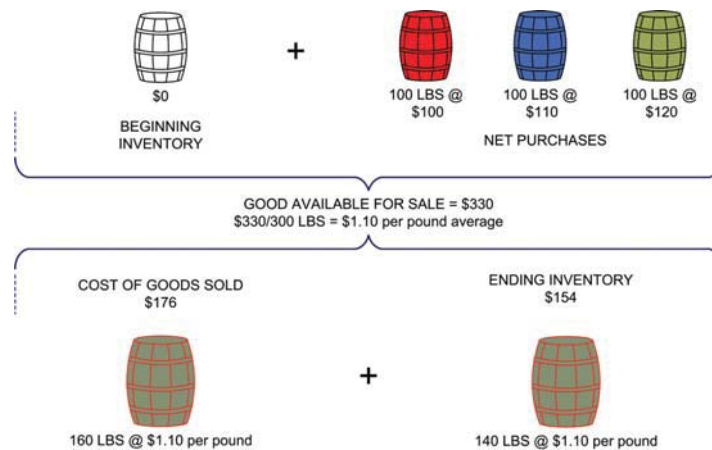 $0
BEGINNING
INVENTORY
+
100 LBS @
$100
100 LBS @
$110
100 LBS @
$120
NET PURCHASES
GOOD AVAILABLE FOR SALE = $330
$330/300 LBS = $1.10 per pound average
COST OF GOODS SOLD
$176
ENDING INVENTORY
$154
+
160 LBS @ $1.10 per pound
140 LBS @ $1.10 per pound